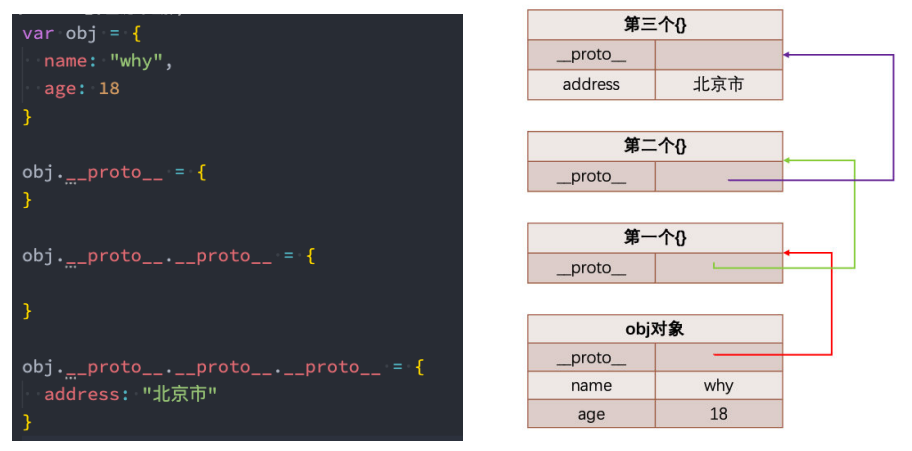 var obj = {
  name: "why",
  age: 18
}
obj.__proto__ = {
}
obj.__proto__.__proto__ = {
}
obj.__proto__.__proto__.__proto__ = {
  address: "北京市"
}
第三个{}
__proto__
address 北京市
第二个{}
__proto__
第一个{}
__proto__
obj对象
__proto__
name why
age 18